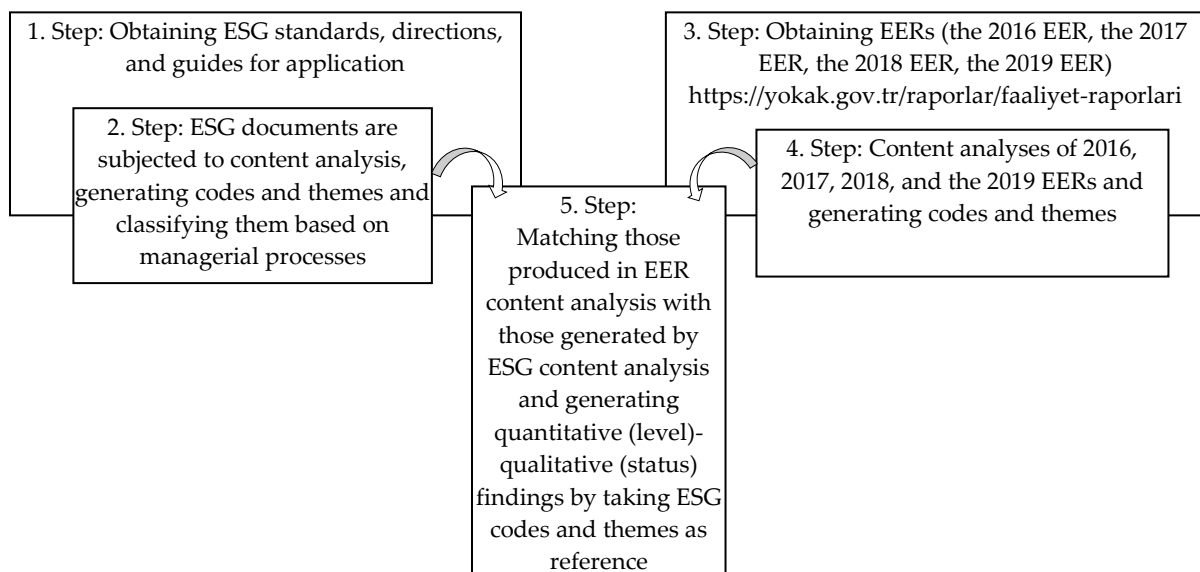 1. Step: Obtaining ESG standards, directions,
and guides for application
2. Step: ESG documents are
subjected to content analysis,
generating codes and themes and
classifying them based on
managerial processes
3. Step: Obtaining EERs (the 2016 EER, the 2017
EER, the 2018 EER, the 2019 EER)
https://yokak.gov.tr/raporlar/faaliyet-raporlari
4. Step: Content analyses of 2016,
2017, 2018, and the 2019 EERs and
generating codes and themes
5. Step:
Matching those
produced in EER
content analysis with
those generated by
ESG content analysis
and generating
quantitative (level)-
qualitative (status)
findings by taking ESG
codes and themes as
reference